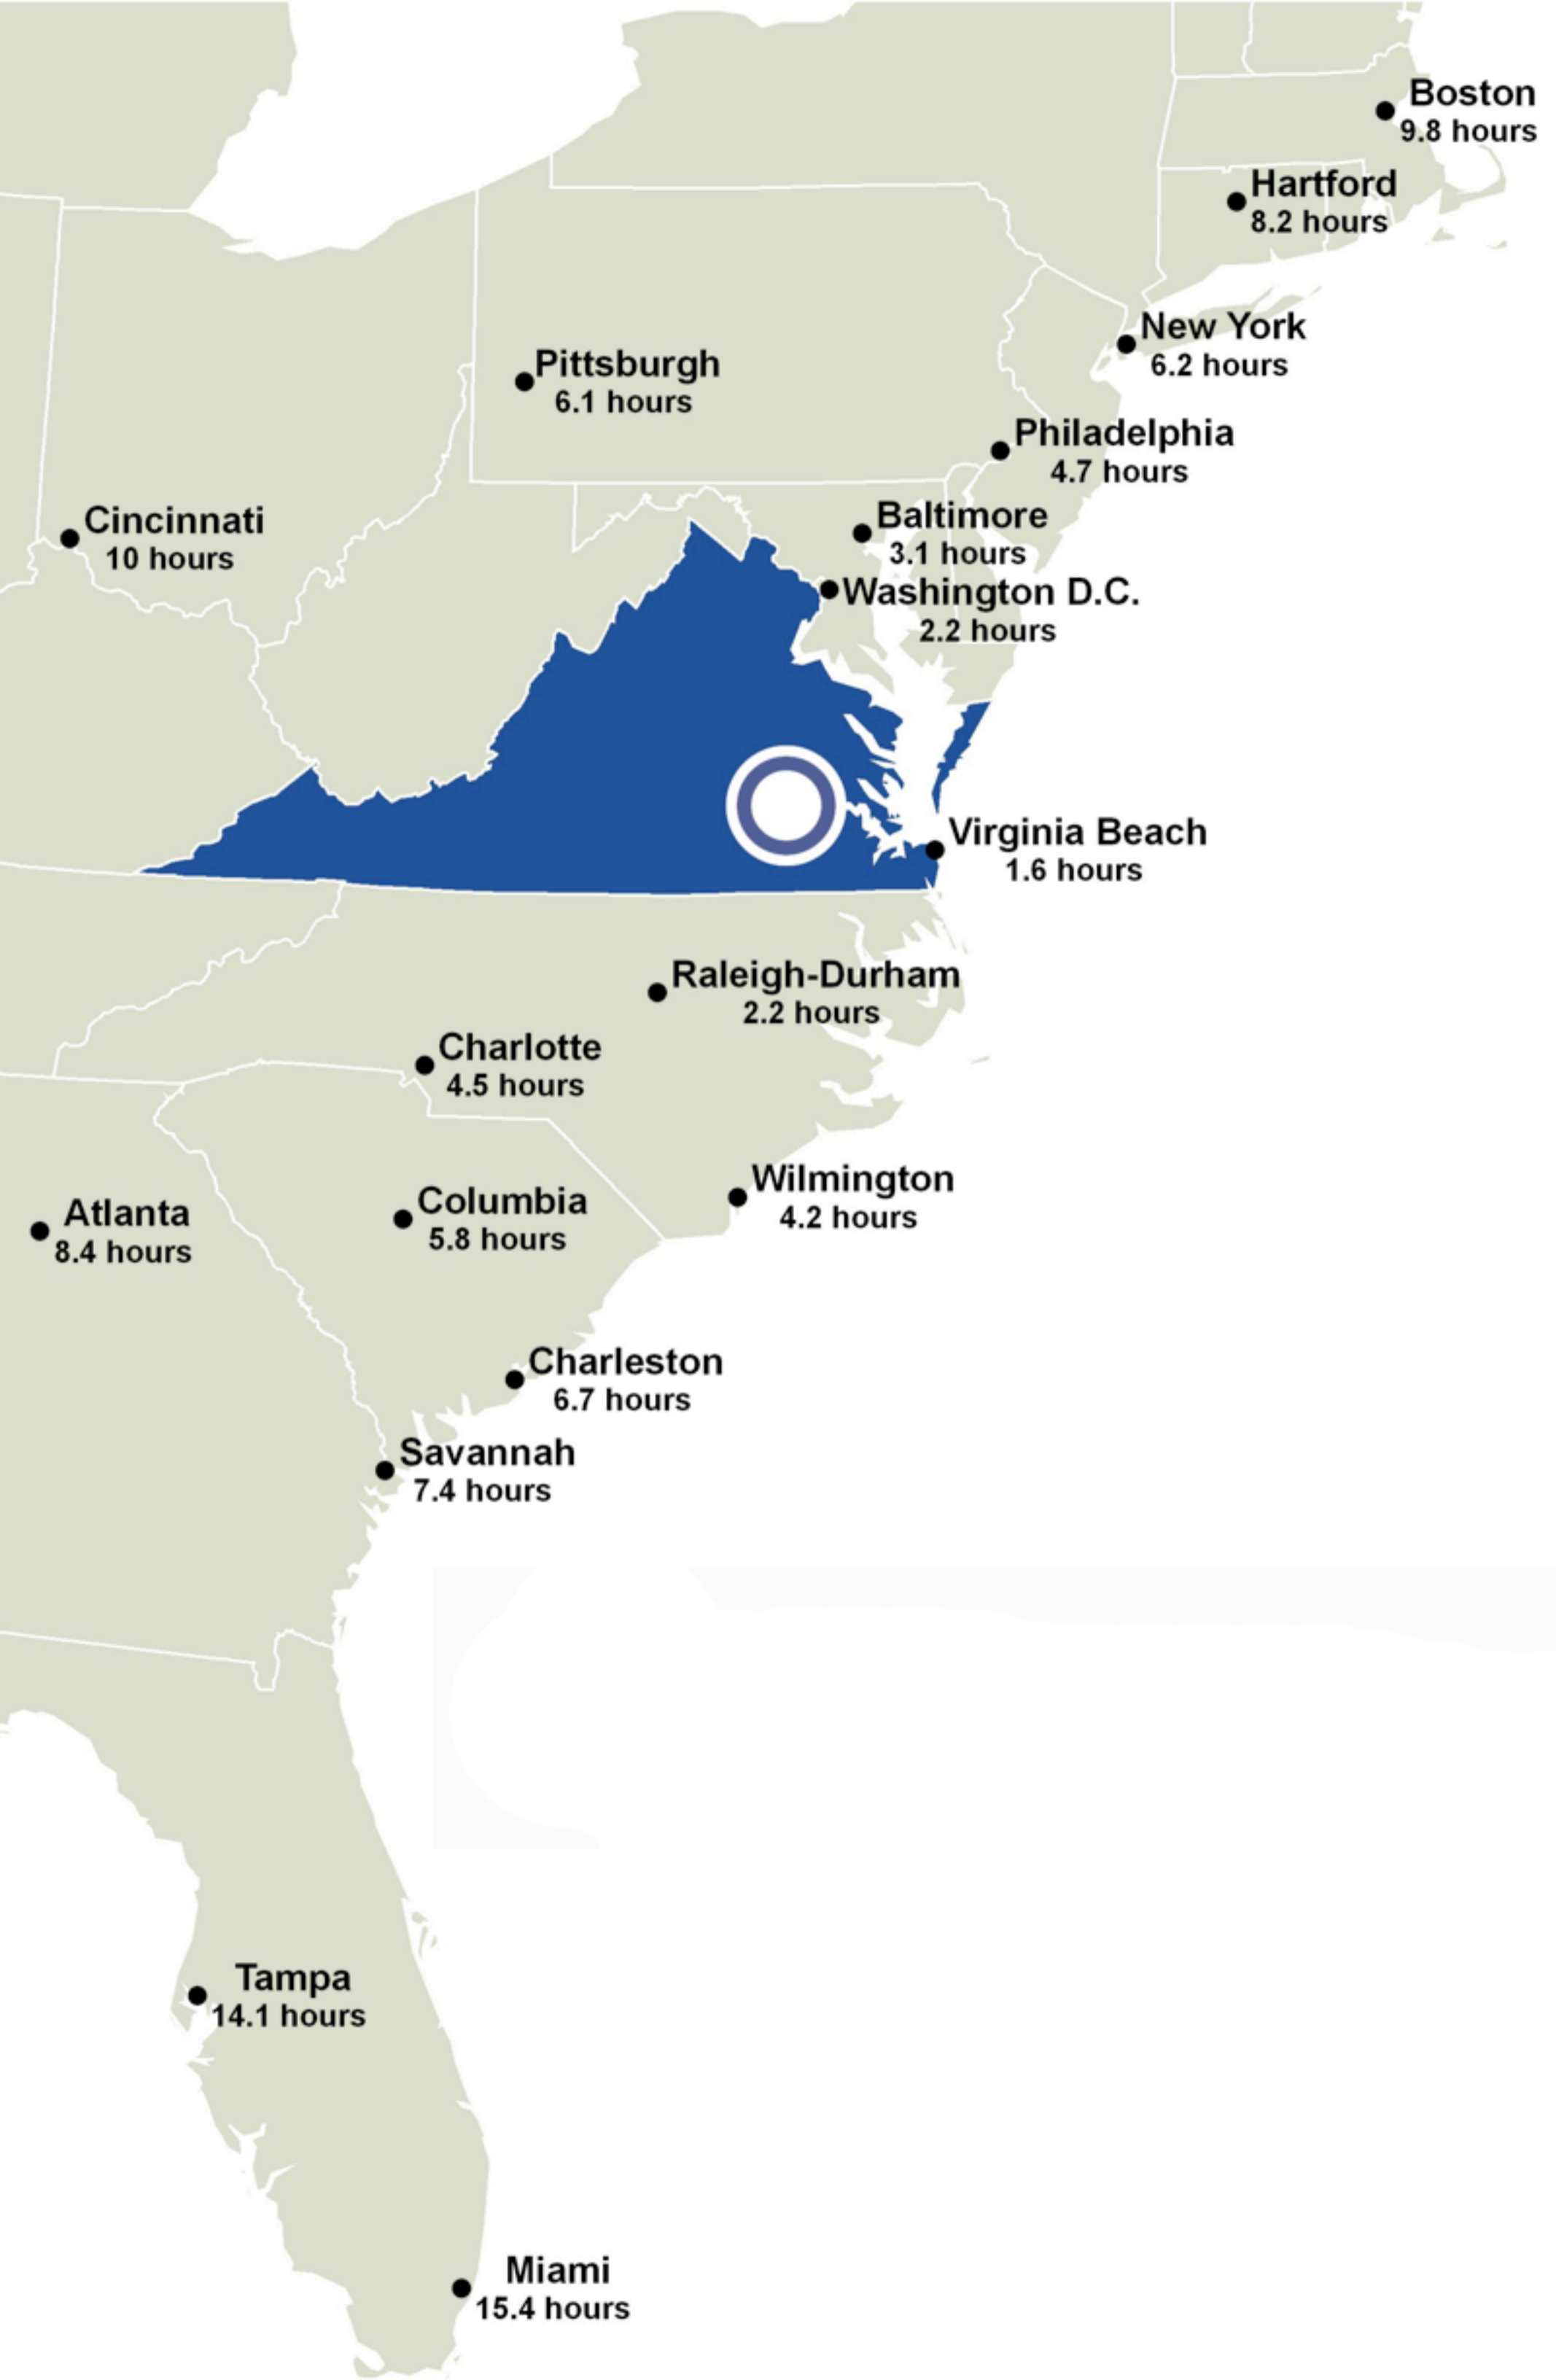 Boston
9.8 hours
Hartford
8.2 hours
New York
6.2 hours
Pittsburgh
6.1 hours
Philadelphia
4.7 hours
Baltimore
3.1 hours
Cincinnati
10 hours
Washington D.C.
2.2 hours
Virginia Beach
1.6 hours
Raleigh-Durham
2.2 hours
Charlotte
4.5 hours
Wilmington
4.2 hours
Columbia
5.8 hours
Atlanta
8.4 hours
Charleston
6.7 hours
Savannah
7.4 hours
Tampa
14.1 hours
Miami
15.4 hours